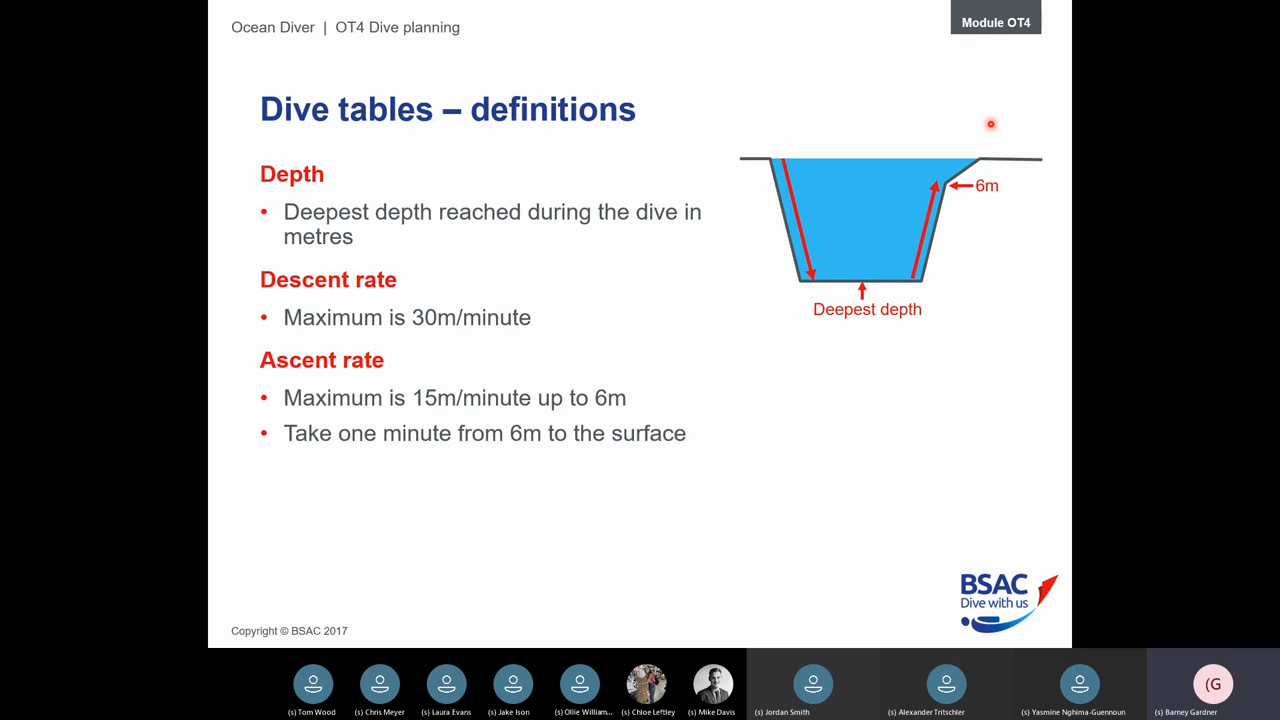 Ocean Diver | OT4 Dive planning
Module OT4
Dive tables – definitions
Depth
• Deepest depth reached during the dive in
metres
Descent rate
• Maximum is 30m/minute
Ascent rate
• Maximum is 15m/minute up to 6m
• Take one minute from 6m to the surface
6m
Deepest depth
BSAC
Dive with us
Copyright © BSAC 2017
(s) Tom Wood
(s) Chris Meyer
(s) Laura Evans
(s) Jake Ison
(s) Ollie William...
(s) Chloe Leftley
(s) Mike Davis
(s) Jordan Smith
(s) Alexander Tritschler
(s) Yasmine Nghima-Guennoun
(G
(s) Barney Gardner